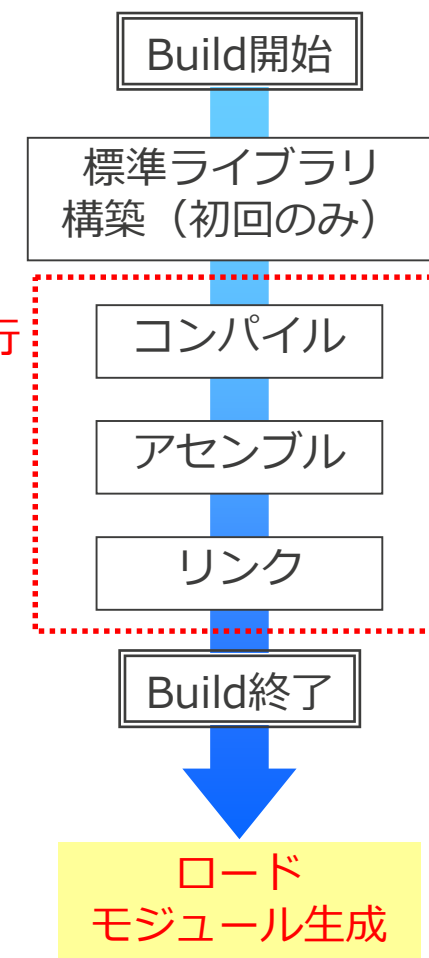 Build開始
標準ライブラリ
構築（初回のみ）
行
コンパイル
アセンブル
リンク
Build終了
ロード
モジュール生成